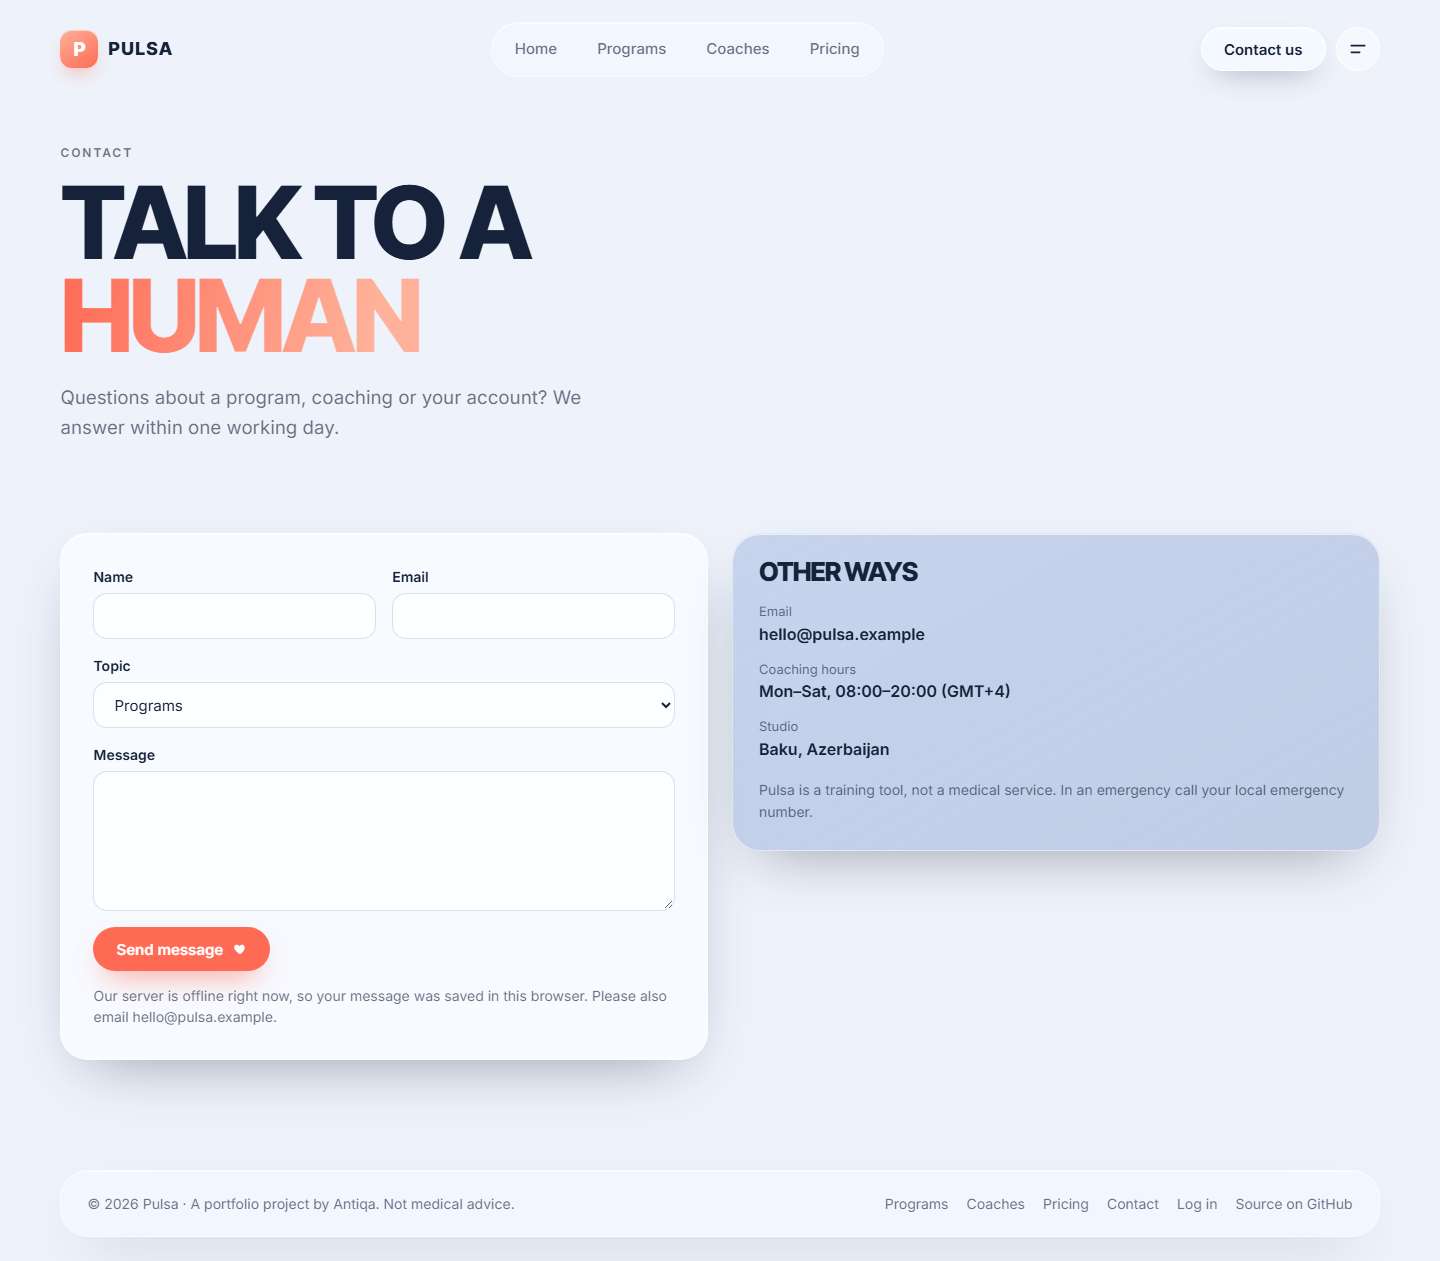 P PULSA
Home Programs Coaches Pricing
Contact us
CONTACT
TALK TO A
HUMAN
Questions about a program, coaching or your account? We
answer within one working day.
Name
Email
Topic
Programs
Message
Send message
Our server is offline right now, so your message was saved in this browser. Please also
email hello@pulsa.example.
OTHER WAYS
Email
hello@pulsa.example
Coaching hours
Mon–Sat, 08:00–20:00 (GMT+4)
Studio
Baku, Azerbaijan
Pulsa is a training tool, not a medical service. In an emergency call your local emergency
number.
© 2026 Pulsa · A portfolio project by Antiqa. Not medical advice.
Programs Coaches Pricing Contact Log in Source on GitHub